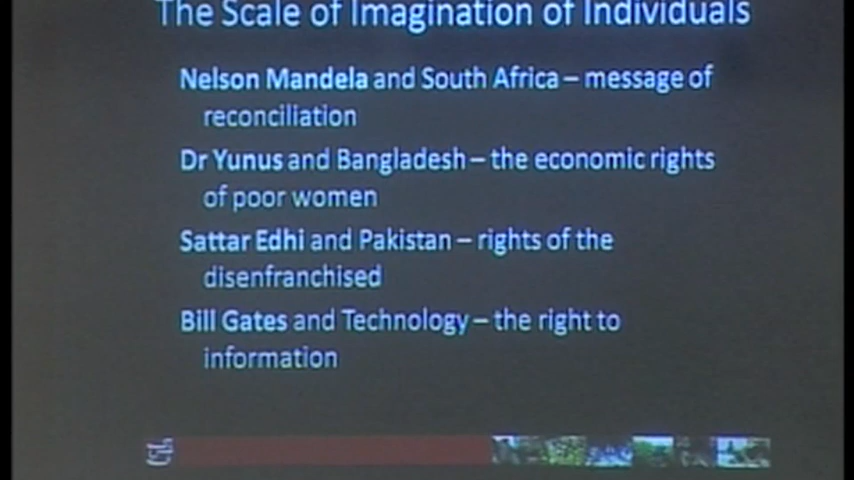 The Scale of Imagination of Individuals
Nelson Mandela and South Africa – message of
reconciliation
Dr Yunus and Bangladesh – the economic rights
of poor women
Sattar Edhi and Pakistan – rights of the
disenfranchised
Bill Gates and Technology – the right to
information